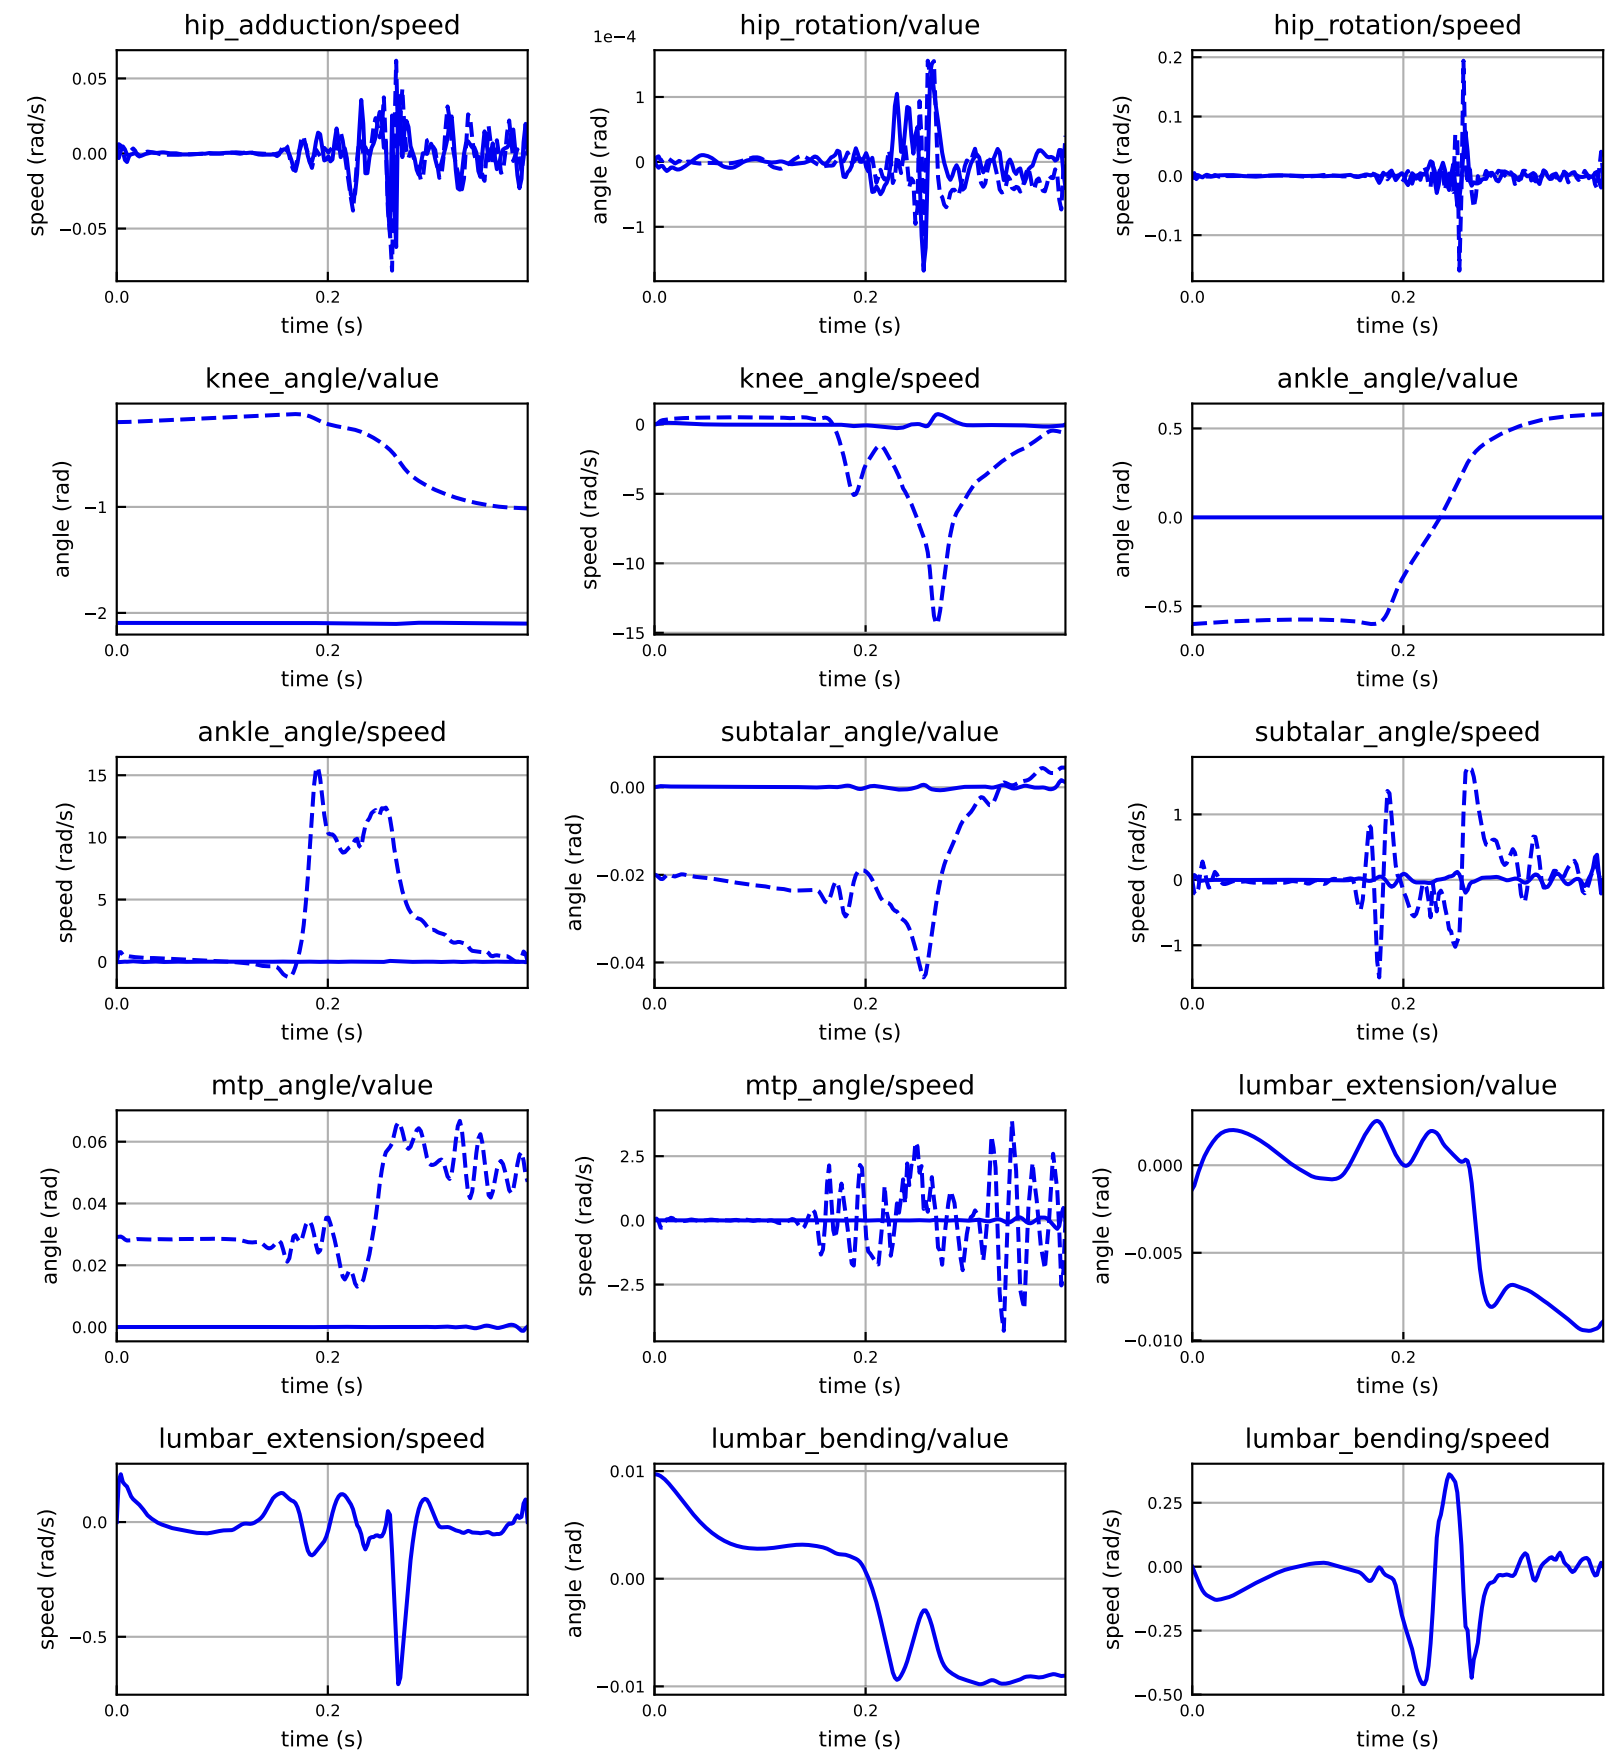 hip_adduction/speed
speed (rad/s)
0.05
0.00
−0.05
0.0
0.2
time (s)
hip_rotation/value
1e−4
angle (rad)
1
0
−1
0.0
0.2
time (s)
hip_rotation/speed
speed (rad/s)
0.2
0.1
0.0
−0.1
0.0
0.2
time (s)
knee_angle/value
angle (rad)
−1
−2
0.0
0.2
time (s)
knee_angle/speed
speed (rad/s)
0
−5
−10
−15
0.0
0.2
time (s)
ankle_angle/value
angle (rad)
0.5
0.0
−0.5
0.0
0.2
time (s)
ankle_angle/speed
speed (rad/s)
15
10
5
0
0.0
0.2
time (s)
subtalar_angle/value
angle (rad)
0.00
−0.02
−0.04
0.0
0.2
time (s)
subtalar_angle/speed
speed (rad/s)
1
0
−1
0.0
0.2
time (s)
mtp_angle/value
angle (rad)
0.06
0.04
0.02
0.00
0.0
0.2
time (s)
mtp_angle/speed
speed (rad/s)
2.5
0.0
−2.5
0.0
0.2
time (s)
lumbar_extension/value
angle (rad)
0.000
−0.005
−0.010
0.0
0.2
time (s)
lumbar_extension/speed
speed (rad/s)
0.0
−0.5
0.0
0.2
time (s)
lumbar_bending/value
angle (rad)
0.01
0.00
−0.01
0.0
0.2
time (s)
lumbar_bending/speed
speed (rad/s)
0.25
0.00
−0.25
−0.50
0.0
0.2
time (s)